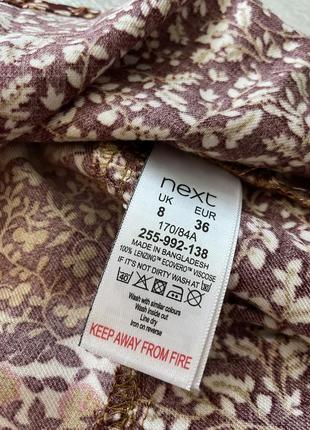 next
UK EUR
8 36
170/84A
255-992-138
MADE IN BANGLADESH
100% LENZING™ ECOVERO™ VISCOSE
IF IT'S NOT DIRTY WASH AT 30
40
Wash with similar colours
Wash inside out
Line dry
Iron on reverse
KEEP AWAY FROM FIRE